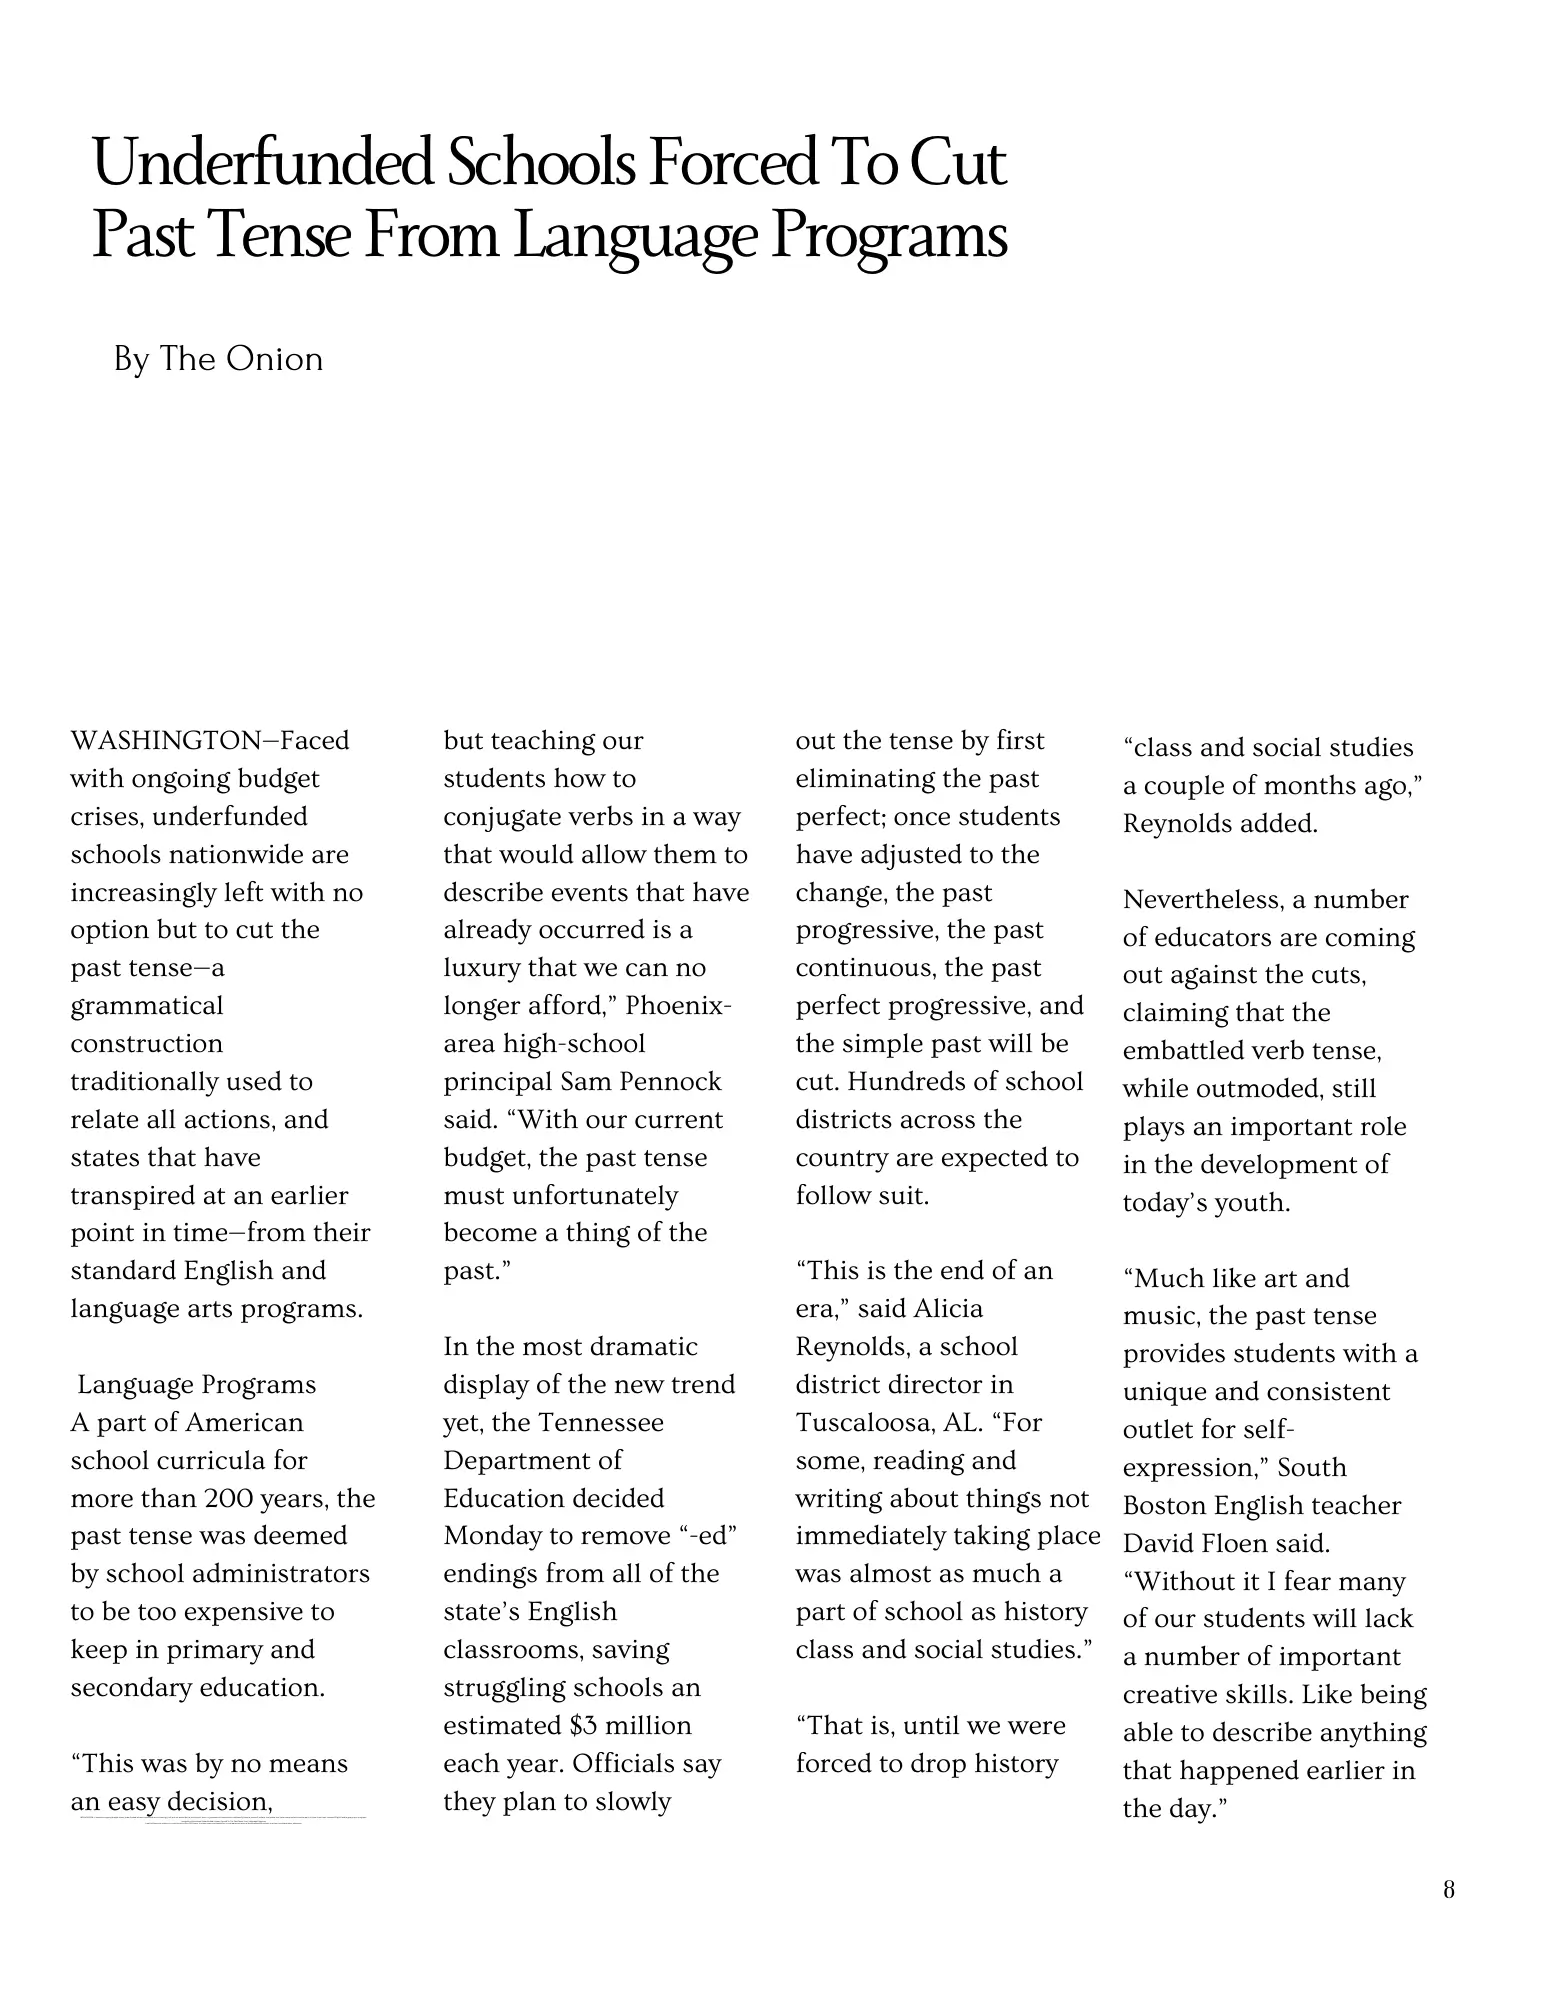 Underfunded Schools Forced To Cut
Past Tense From Language Programs
By The Onion
WASHINGTON—Faced
with ongoing budget
crises, underfunded
schools nationwide are
increasingly left with no
option but to cut the
past tense—a
grammatical
construction
traditionally used to
relate all actions, and
states that have
transpired at an earlier
point in time—from their
standard English and
language arts programs.
Language Programs
A part of American
school curricula for
more than 200 years, the
past tense was deemed
by school administrators
to be too expensive to
keep in primary and
secondary education.
“This was by no means
an easy decision,
but teaching our
students how to
conjugate verbs in a way
that would allow them to
describe events that have
already occurred is a
luxury that we can no
longer afford,” Phoenix-
area high-school
principal Sam Pennock
said. “With our current
budget, the past tense
must unfortunately
become a thing of the
past.”
In the most dramatic
display of the new trend
yet, the Tennessee
Department of
Education decided
Monday to remove “-ed”
endings from all of the
state’s English
classrooms, saving
struggling schools an
estimated $3 million
each year. Officials say
they plan to slowly
out the tense by first
eliminating the past
perfect; once students
have adjusted to the
change, the past
progressive, the past
continuous, the past
perfect progressive, and
the simple past will be
cut. Hundreds of school
districts across the
country are expected to
follow suit.
“This is the end of an
era,” said Alicia
Reynolds, a school
district director in
Tuscaloosa, AL. “For
some, reading and
writing about things not
immediately taking place
was almost as much a
part of school as history
class and social studies.”
“That is, until we were
forced to drop history
“class and social studies
a couple of months ago,”
Reynolds added.
Nevertheless, a number
of educators are coming
out against the cuts,
claiming that the
embattled verb tense,
while outmoded, still
plays an important role
in the development of
today’s youth.
“Much like art and
music, the past tense
provides students with a
unique and consistent
outlet for self-
expression,” South
Boston English teacher
David Floen said.
“Without it I fear many
of our students will lack
a number of important
creative skills. Like being
able to describe anything
that happened earlier in
the day.”
8